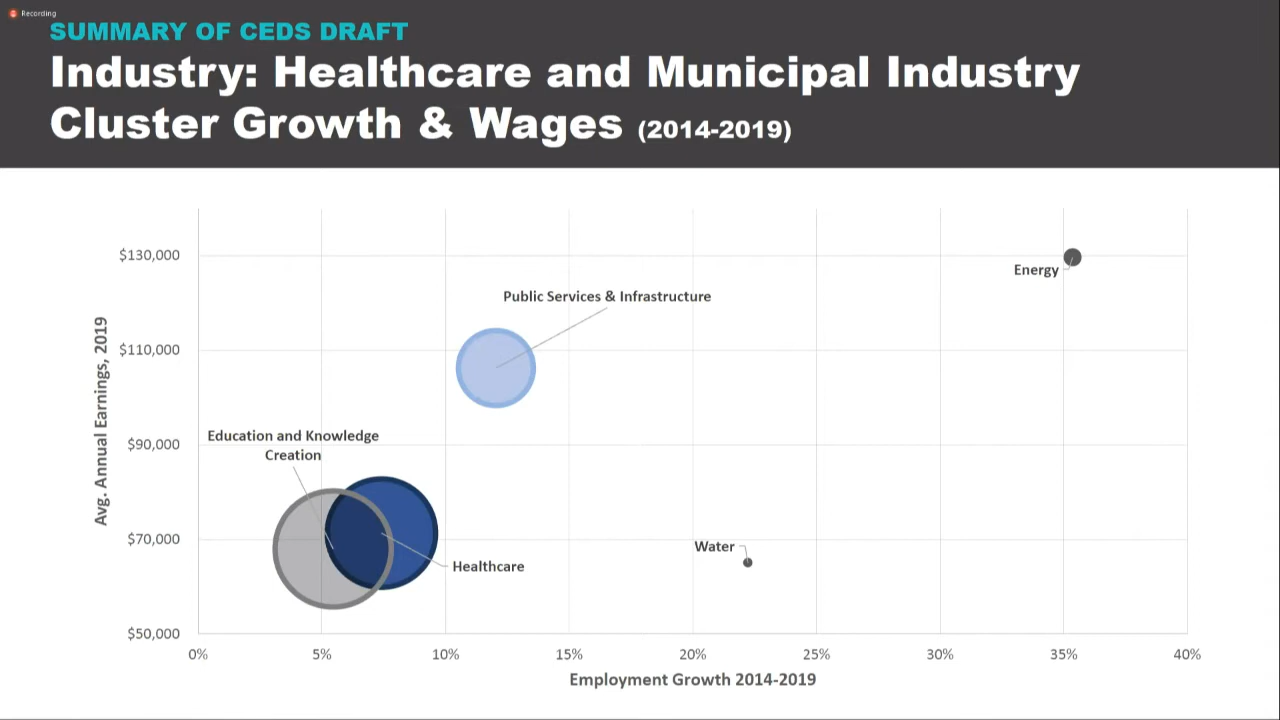 Recording
SUMMARY OF CEDS DRAFT
Industry: Healthcare and Municipal Industry
Cluster Growth & Wages (2014-2019)
$130,000
Energy
Public Services & Infrastructure
$110,000
Avg. Annual Earnings, 2019
Education and Knowledge
Creation
$90,000
$70,000
Water
Healthcare
$50,000
0% 5% 10% 15% 20% 25% 30% 35% 40%
Employment Growth 2014-2019